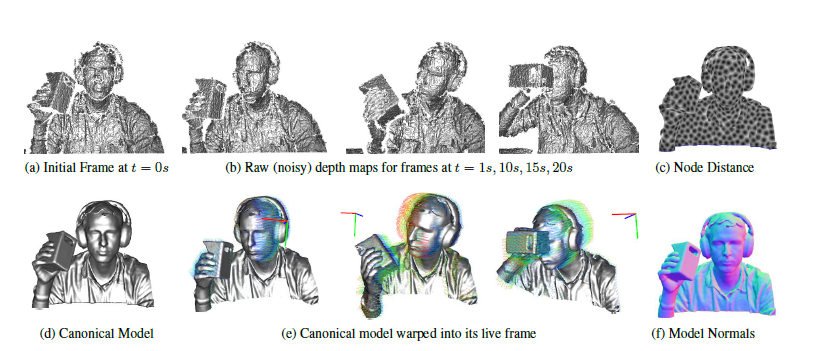 (a) Initial Frame at t = 0s
(b) Raw (noisy) depth maps for frames at t = 1s, 10s, 15s, 20s
(c) Node Distance
(d) Canonical Model
(e) Canonical model warped into its live frame
(f) Model Normals